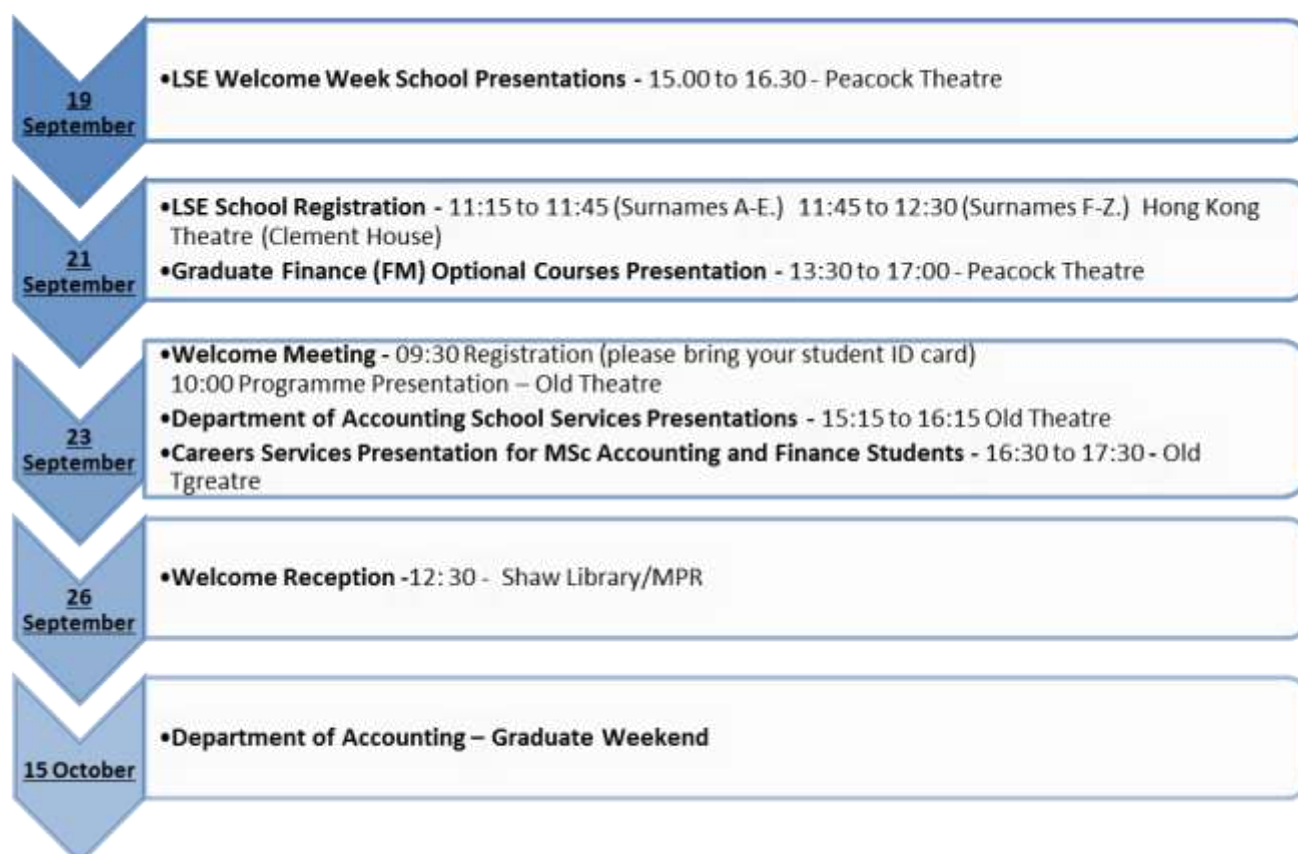 19
September
•LSE Welcome Week School Presentations - 15.00 to 16.30 - Peacock Theatre
21
September
•LSE School Registration - 11:15 to 11:45 (Surnames A-E.)  11:45 to 12:30 (Surnames F-Z.)  Hong Kong
Theatre (Clement House)
•Graduate Finance (FM) Optional Courses Presentation - 13:30 to 17:00 - Peacock Theatre
23
September
•Welcome Meeting - 09:30 Registration (please bring your student ID card)
10:00 Programme Presentation – Old Theatre
•Department of Accounting School Services Presentations - 15:15 to 16:15 Old Theatre
•Careers Services Presentation for MSc Accounting and Finance Students - 16:30 to 17:30 - Old
Tgreatre
26
September
•Welcome Reception -12: 30 -  Shaw Library/MPR
15 October
•Department of Accounting – Graduate Weekend